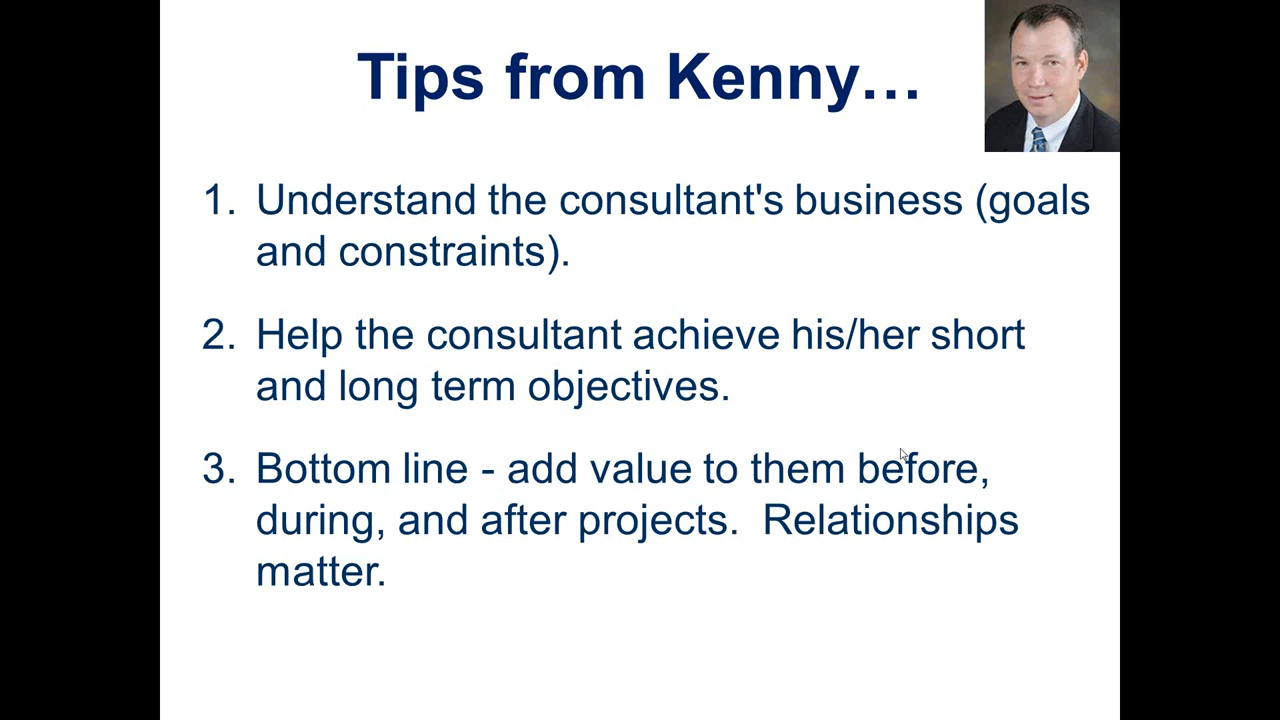 Tips from Kenny…
1. Understand the consultant's business (goals
and constraints).
2. Help the consultant achieve his/her short
and long term objectives.
3. Bottom line - add value to them before,
during, and after projects.  Relationships
matter.